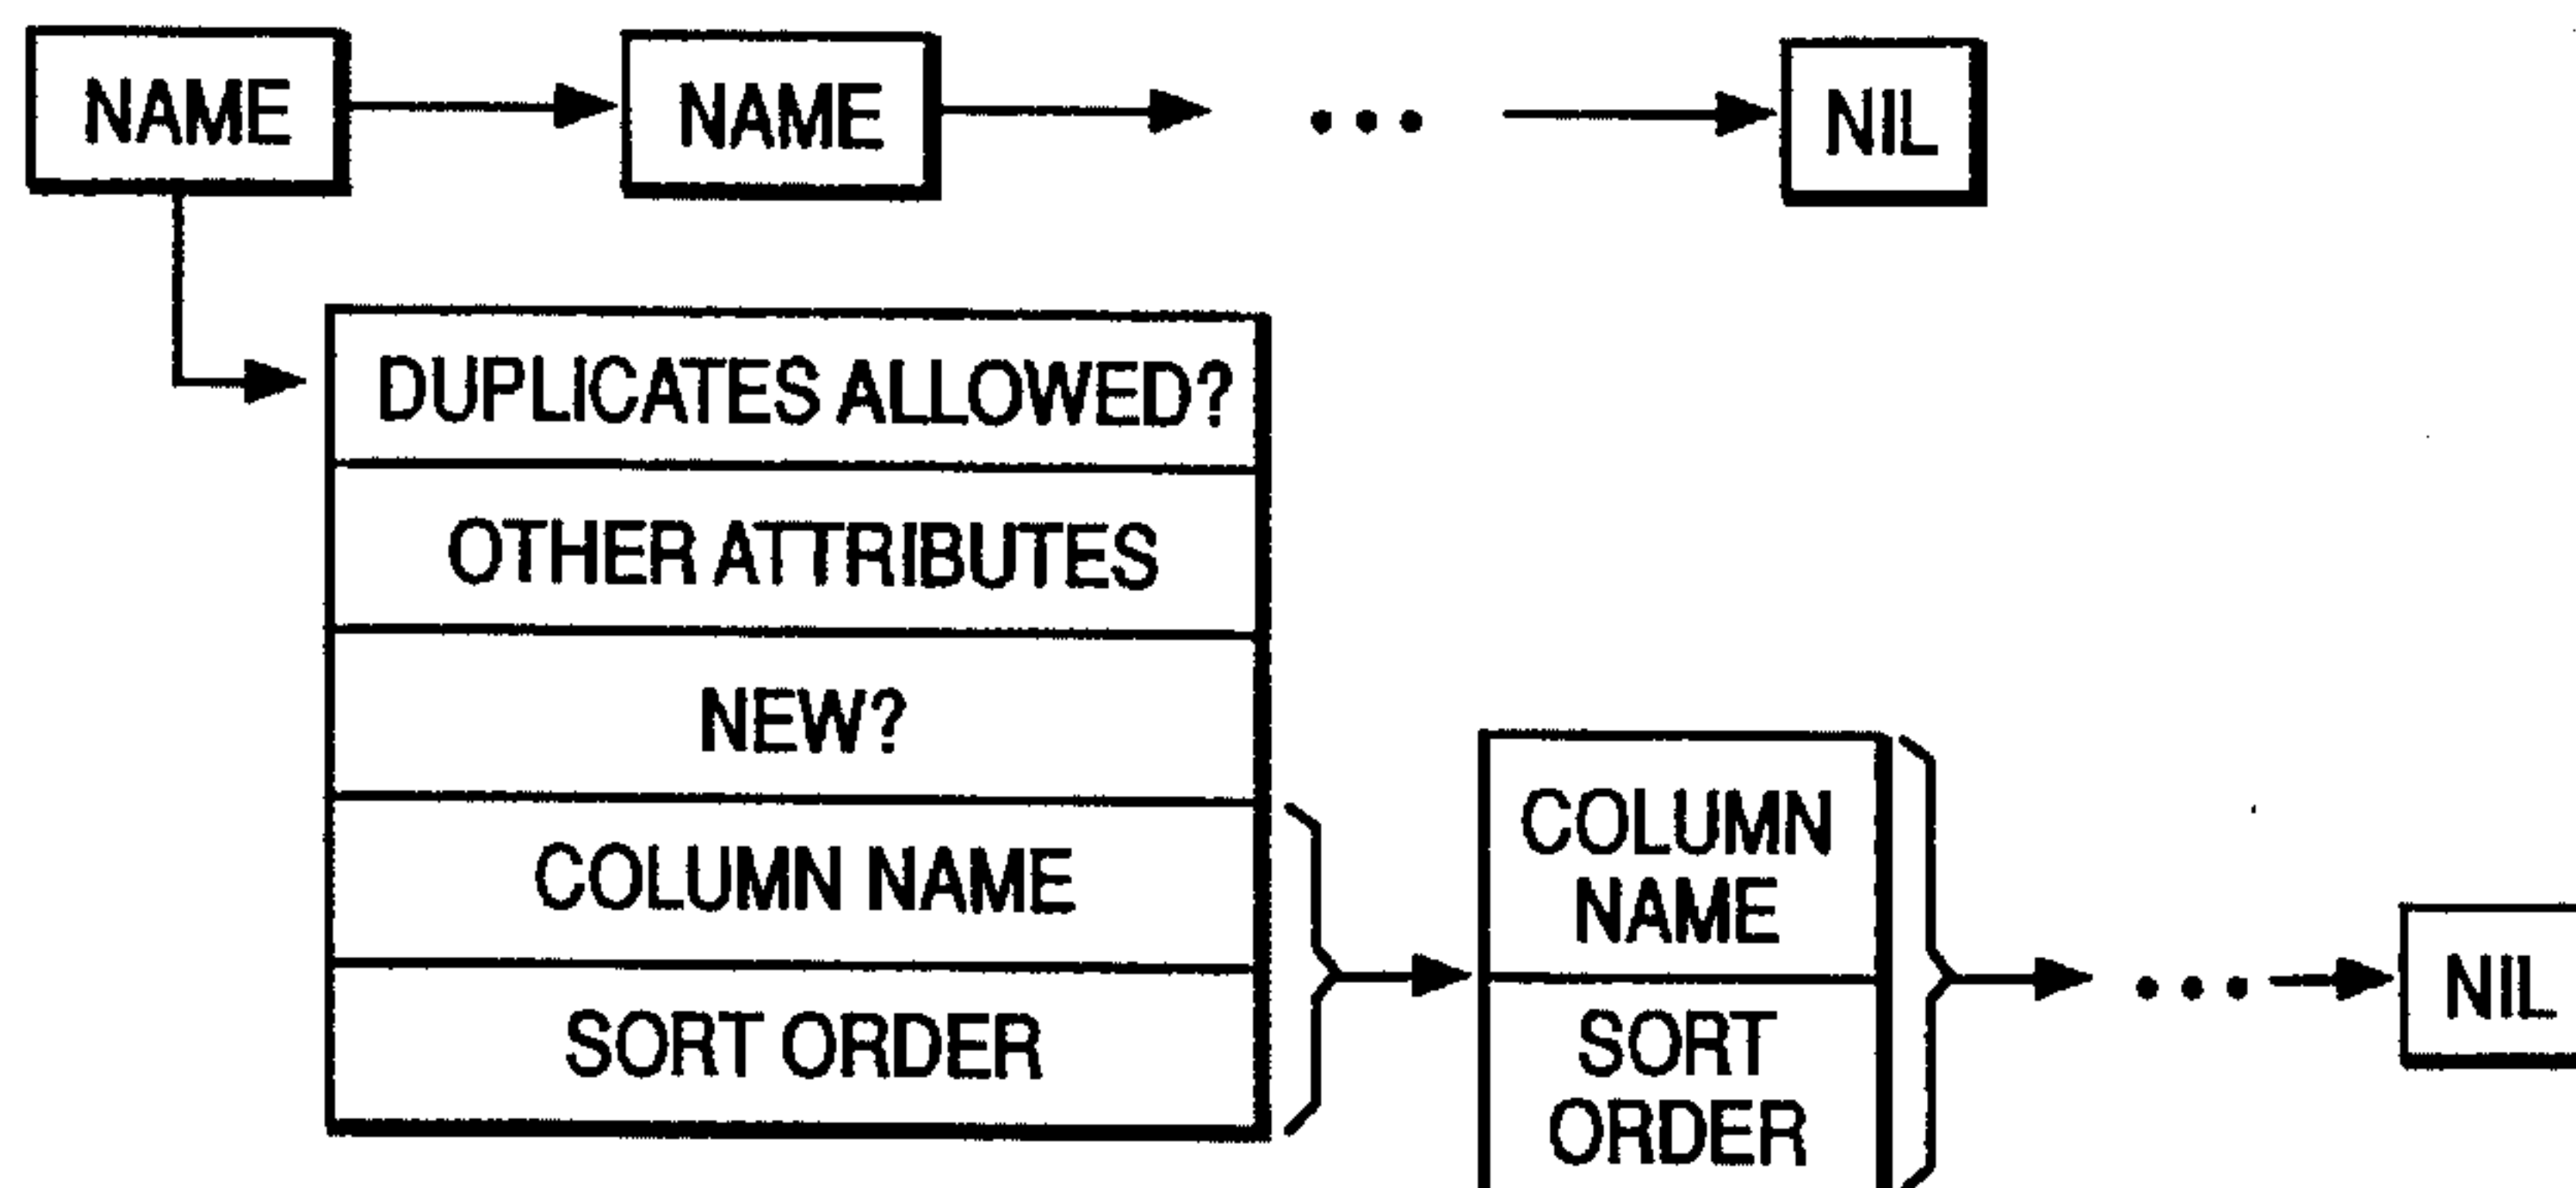 NAME
NAME
• • •
NIL
DUPLICATES ALLOWED?
OTHER ATTRIBUTES
NEW?
COLUMN NAME
SORT ORDER
COLUMN
NAME
SORT
ORDER
• • •
NIL